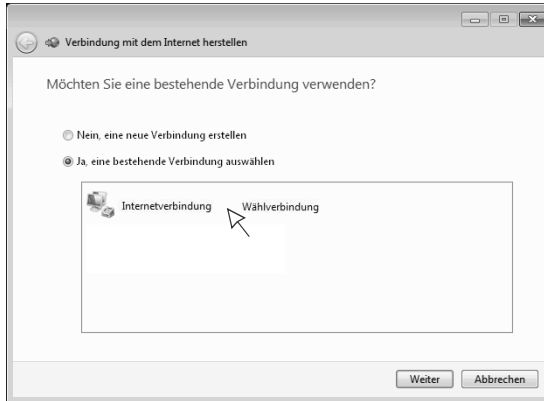 Verbindung mit dem Internet herstellen
Möchten Sie eine bestehende Verbindung verwenden?
Nein, eine neue Verbindung erstellen
Ja, eine bestehende Verbindung auswählen
Internetverbindung Wählverbindung
Weiter Abbrechen